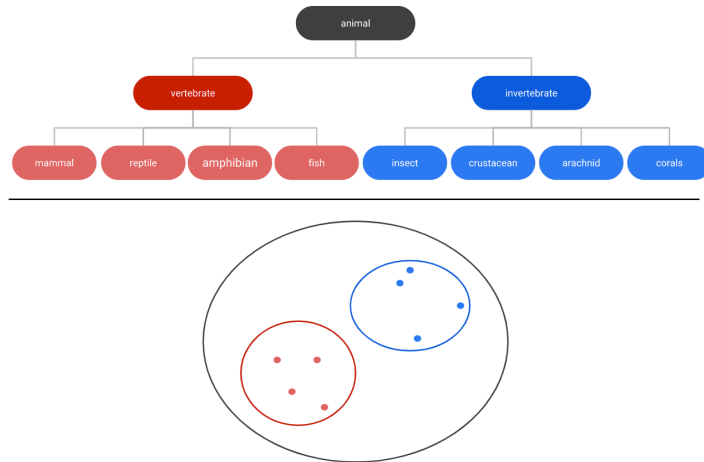 animal
vertebrate invertebrate
mammal reptile amphibian fish insect crustacean arachnid corals